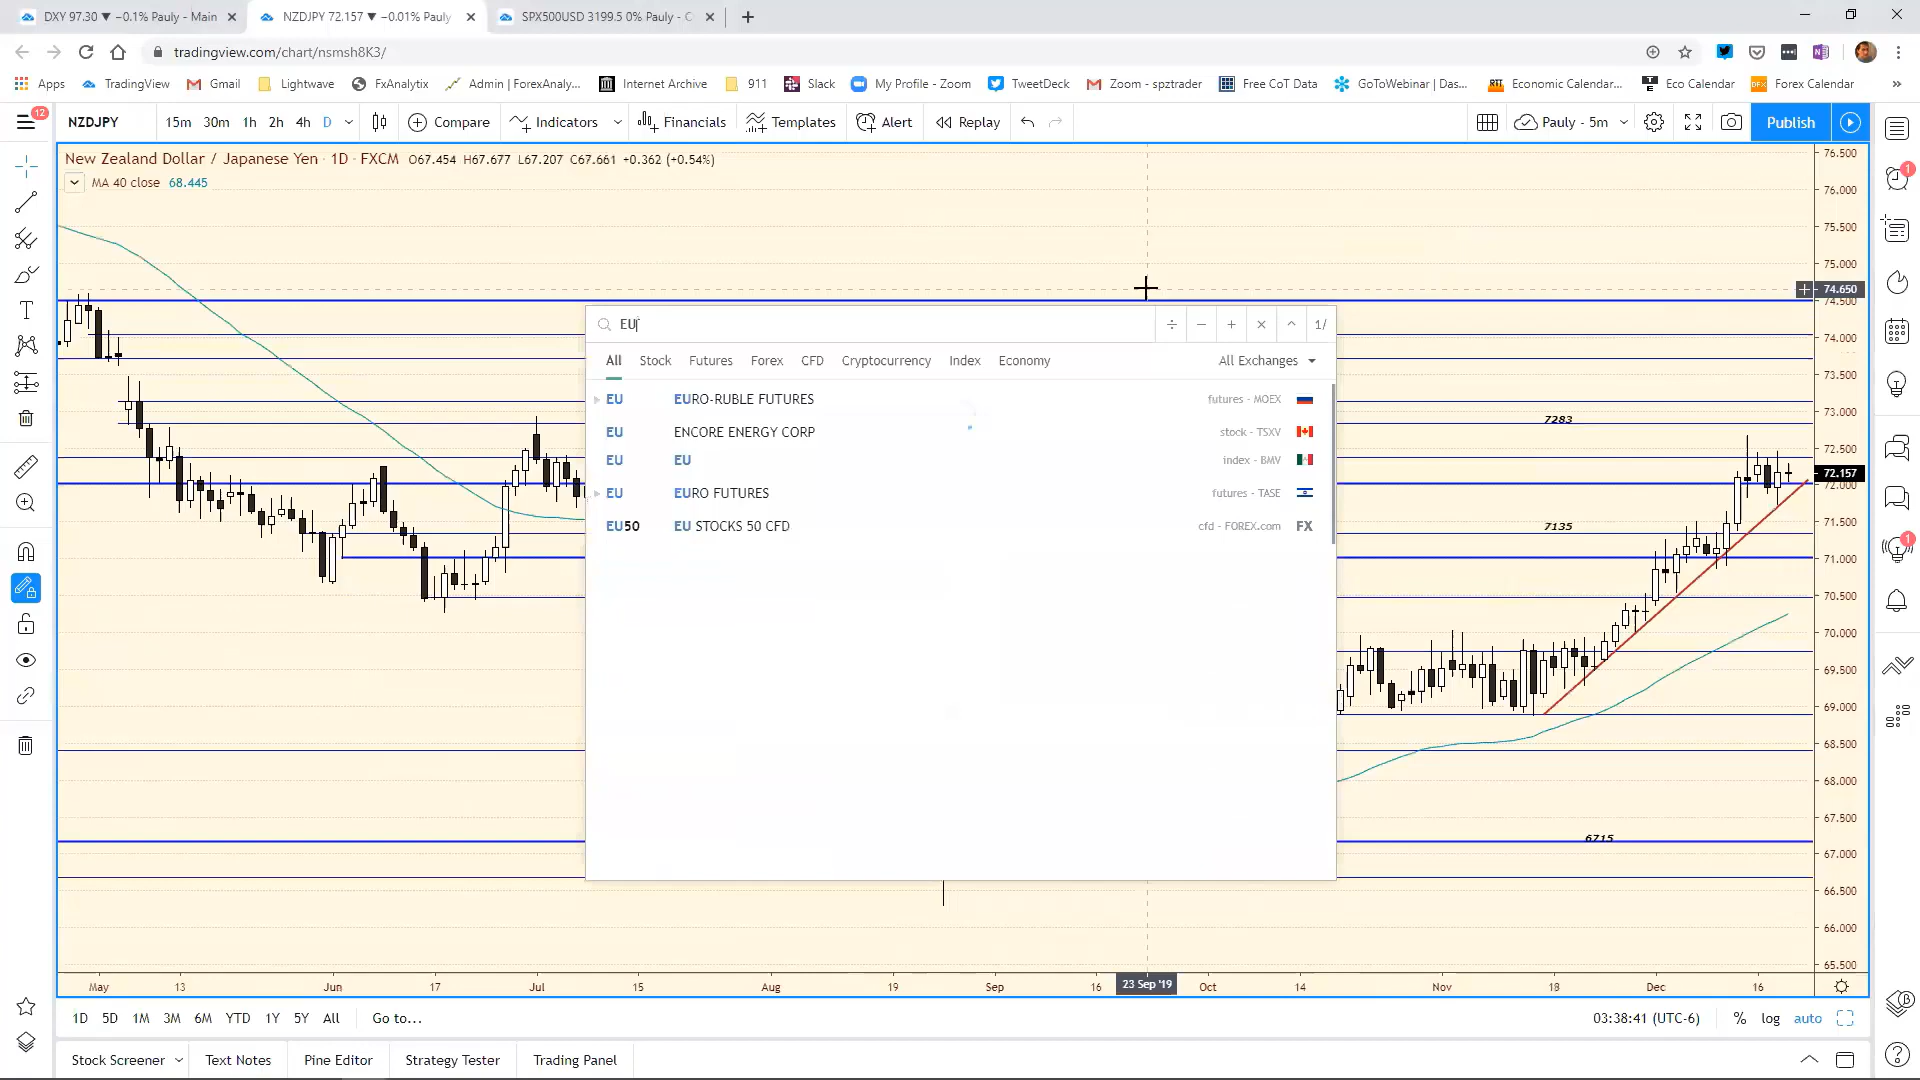 DXY 97.30 ▼ −0.1% Pauly - Main
NZDJPY 72.157 ▼ −0.01% Pauly
SPX500USD 3199.5 0% Pauly - C
tradingview.com/chart/nsmsh8K3/
Apps
TradingView
Gmail
Lightwave
FxAnalytix
Admin | ForexAnaly...
Internet Archive
911
Slack
My Profile - Zoom
TweetDeck
Zoom - spztrader
Free CoT Data
GoToWebinar | Das...
Economic Calendar...
Eco Calendar
Forex Calendar
»
12
NZDJPY
15m 30m 1h 2h 4h D
Compare
Indicators
Financials
Templates
Alert
Replay
Pauly - 5m
Publish
New Zealand Dollar / Japanese Yen · 1D · FXCM O67.454 H67.677 L67.207 C67.661 +0.362 (+0.54%)
MA 40 close 68.445
EU
÷ − + × ^ 1/
All Stock Futures Forex CFD Cryptocurrency Index Economy All Exchanges
EU EURO-RUBLE FUTURES futures - MOEX
EU ENCORE ENERGY CORP stock - TSXV
EU EU index - BMV
EU EURO FUTURES futures - TASE
EU50 EU STOCKS 50 CFD cfd - FOREX.com FX
7283
7135
6715
76.500
76.000
75.500
75.000
74.650
74.500
74.000
73.500
73.000
72.500
72.157
72.000
71.500
71.000
70.500
70.000
69.500
69.000
68.500
68.000
67.500
67.000
66.500
66.000
65.500
1
1
May 13 Jun 17 Jul Aug 19 Sep 16 23 Sep '19 Oct 14 Nov 18 Dec 16
1D 5D 1M 3M 6M YTD 1Y 5Y All Go to...
03:38:41 (UTC-6) % log auto
Stock Screener Text Notes Pine Editor Strategy Tester Trading Panel